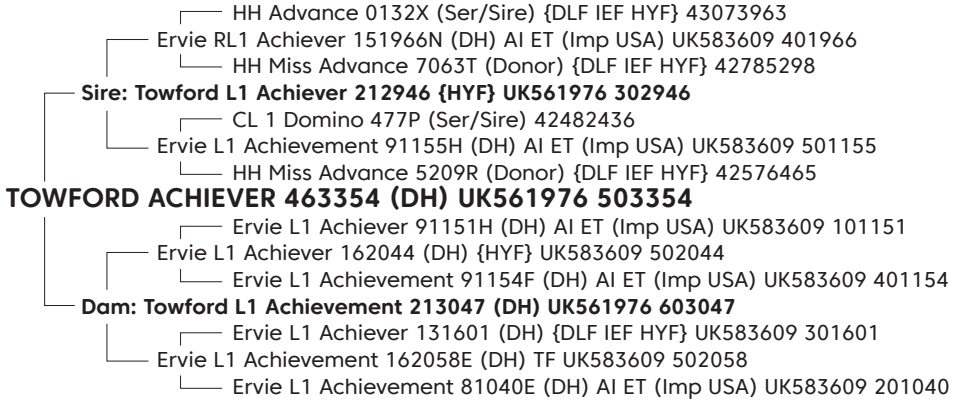 HH Advance 0132X (Ser/Sire) {DLF IEF HYF} 43073963
Ervie RL1 Achiever 151966N (DH) AI ET (Imp USA) UK583609 401966
HH Miss Advance 7063T (Donor) {DLF IEF HYF} 42785298
Sire: Towford L1 Achiever 212946 {HYF} UK561976 302946
CL 1 Domino 477P (Ser/Sire) 42482436
Ervie L1 Achievement 91155H (DH) AI ET (Imp USA) UK583609 501155
HH Miss Advance 5209R (Donor) {DLF IEF HYF} 42576465
TOWFORD ACHIEVER 463354 (DH) UK561976 503354
Ervie L1 Achiever 91151H (DH) AI ET (Imp USA) UK583609 101151
Ervie L1 Achiever 162044 (DH) {HYF} UK583609 502044
Ervie L1 Achievement 91154F (DH) AI ET (Imp USA) UK583609 401154
Dam: Towford L1 Achievement 213047 (DH) UK561976 603047
Ervie L1 Achiever 131601 (DH) {DLF IEF HYF} UK583609 301601
Ervie L1 Achievement 162058E (DH) TF UK583609 502058
Ervie L1 Achievement 81040E (DH) AI ET (Imp USA) UK583609 201040